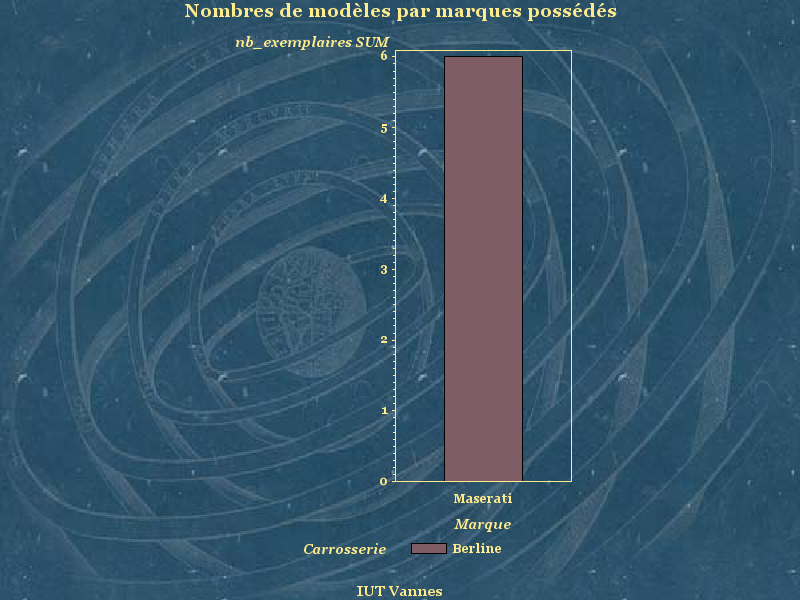 Nombres de modèles par marques possédés
nb_exemplaires SUM
6
5
4
3
2
1
0
Maserati
Marque
Carrosserie Berline
IUT Vannes